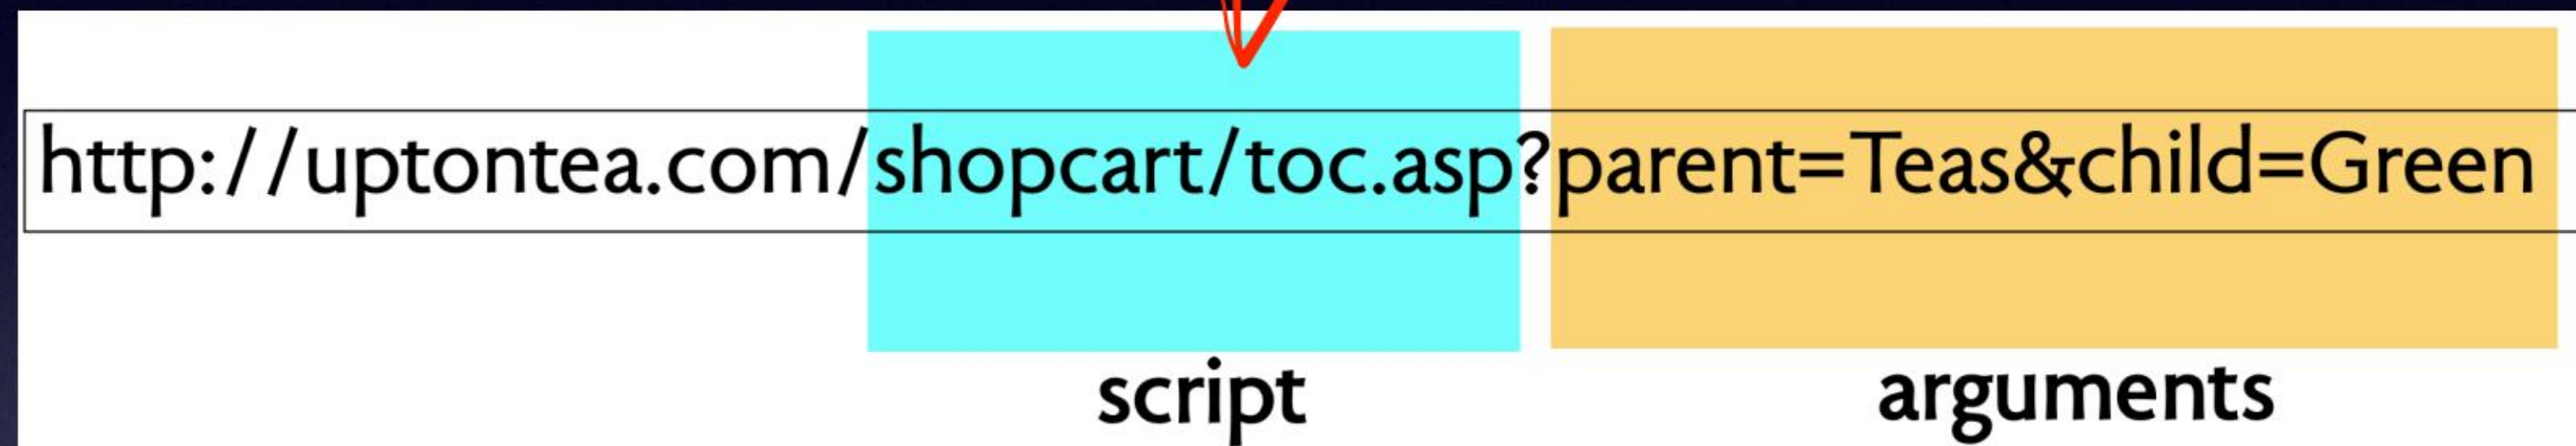 http://uptontea.com/shopcart/toc.asp?parent=Teas&child=Green
script arguments